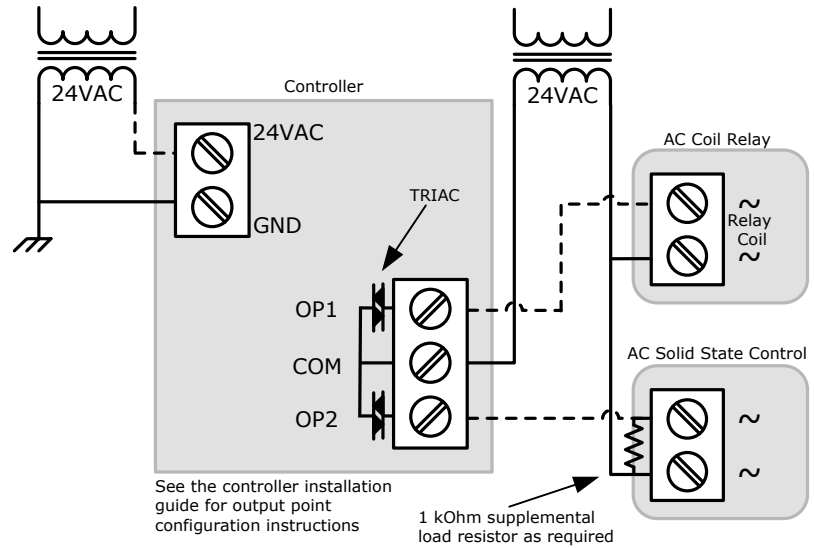 24VAC
Controller
24VAC
24VAC
GND
TRIAC
OP1
COM
OP2
AC Coil Relay
~
Relay
Coil
~
AC Solid State Control
~
~
See the controller installation
guide for output point
configuration instructions
1 kOhm supplemental
load resistor as required